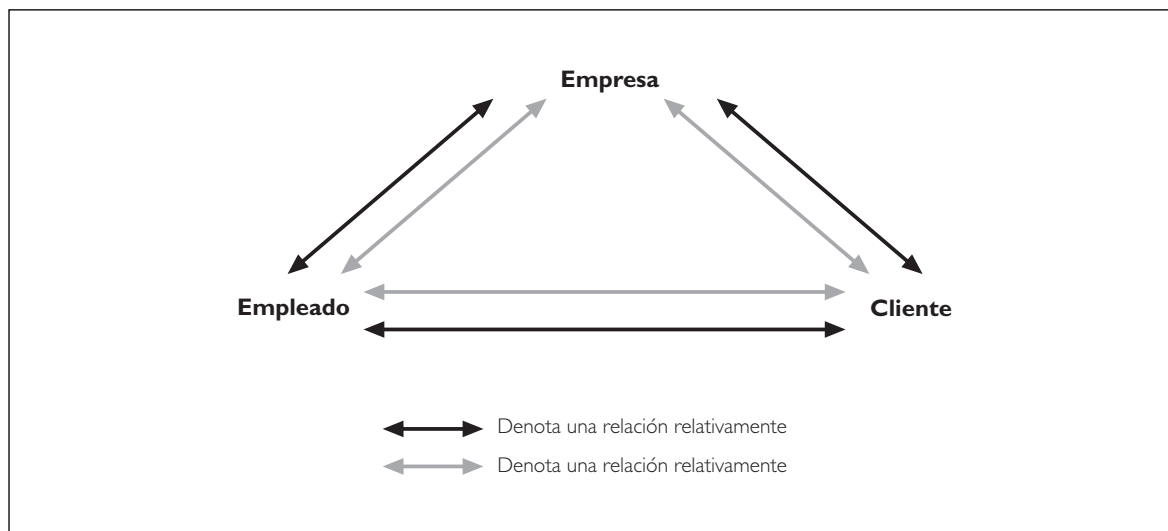 Empresa
Empleado
Cliente
Denota una relación relativamente
Denota una relación relativamente